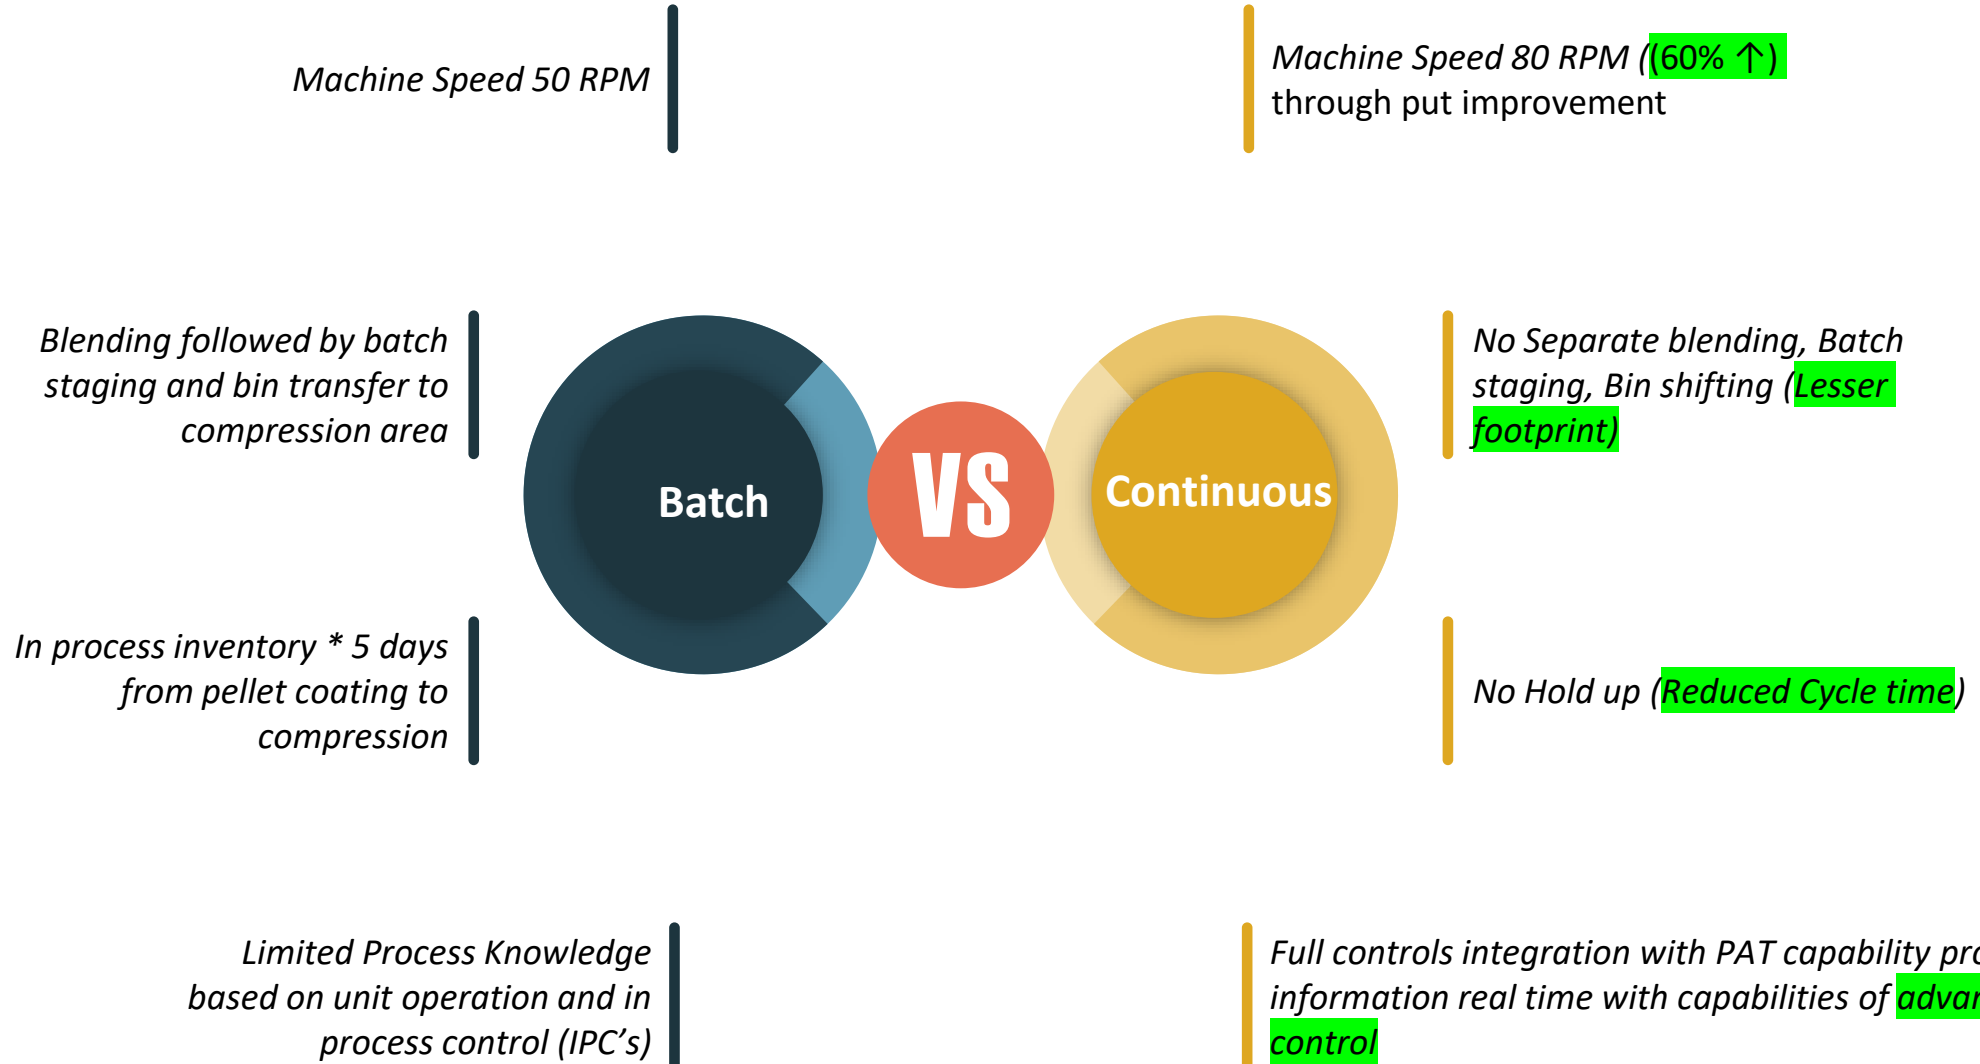 Machine Speed 50 RPM
Machine Speed 80 RPM ((60% ↑)
through put improvement
Blending followed by batch
staging and bin transfer to
compression area
No Separate blending, Batch
staging, Bin shifting (Lesser
footprint)
Batch
VS
Continuous
In process inventory * 5 days
from pellet coating to
compression
No Hold up (Reduced Cycle time)
Limited Process Knowledge
based on unit operation and in
process control (IPC’s)
Full controls integration with PAT capability
information real time with capabilities of
control